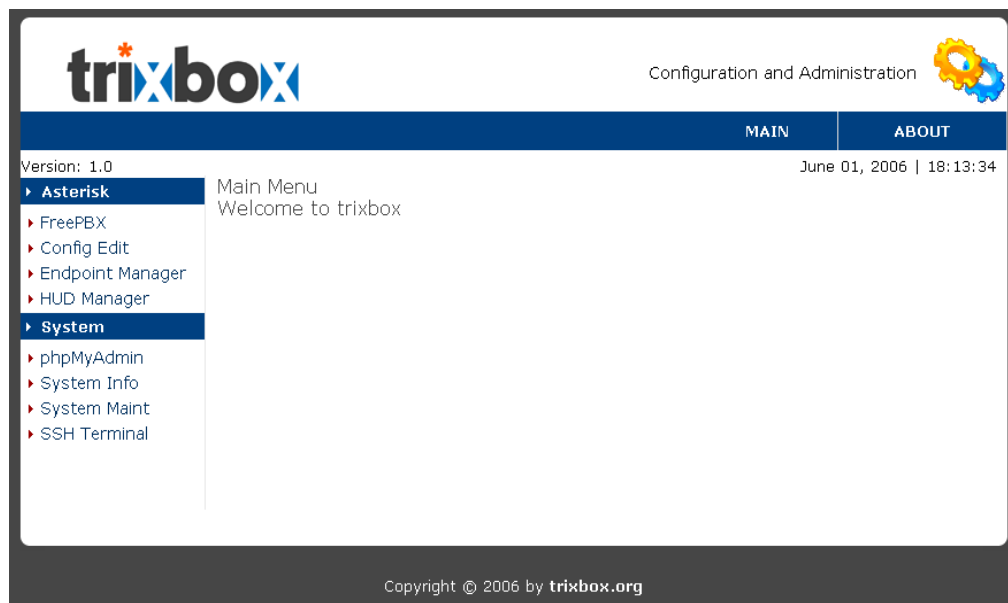 trixbox
Configuration and Administration
MAIN ABOUT
Version: 1.0
June 01, 2006 | 18:13:34
Asterisk
FreePBX
Config Edit
Endpoint Manager
HUD Manager
System
phpMyAdmin
System Info
System Maint
SSH Terminal
Main Menu
Welcome to trixbox
Copyright © 2006 by trixbox.org